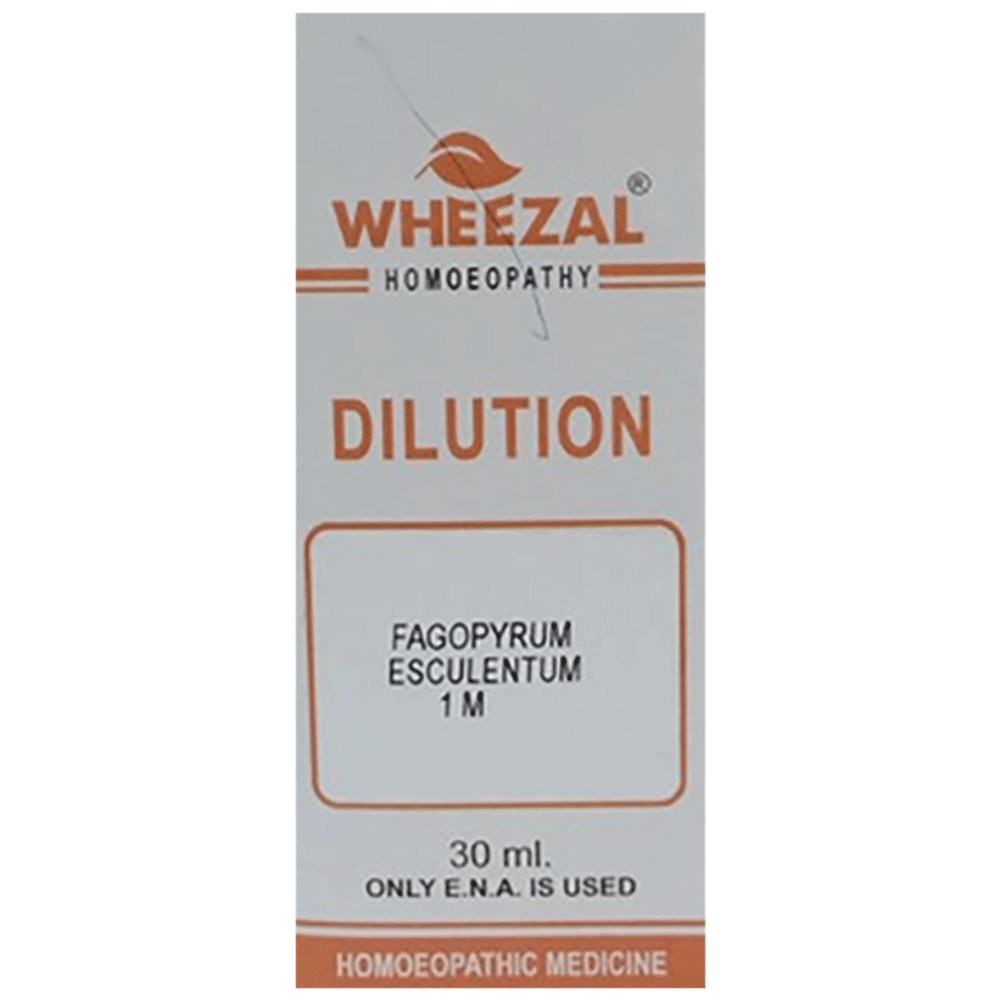 WHEEZAL®
HOMOEOPATHY
DILUTION
FAGOPYRUM
ESCULENTUM
1 M
30 ml.
ONLY E.N.A. IS USED
HOMOEOPATHIC MEDICINE